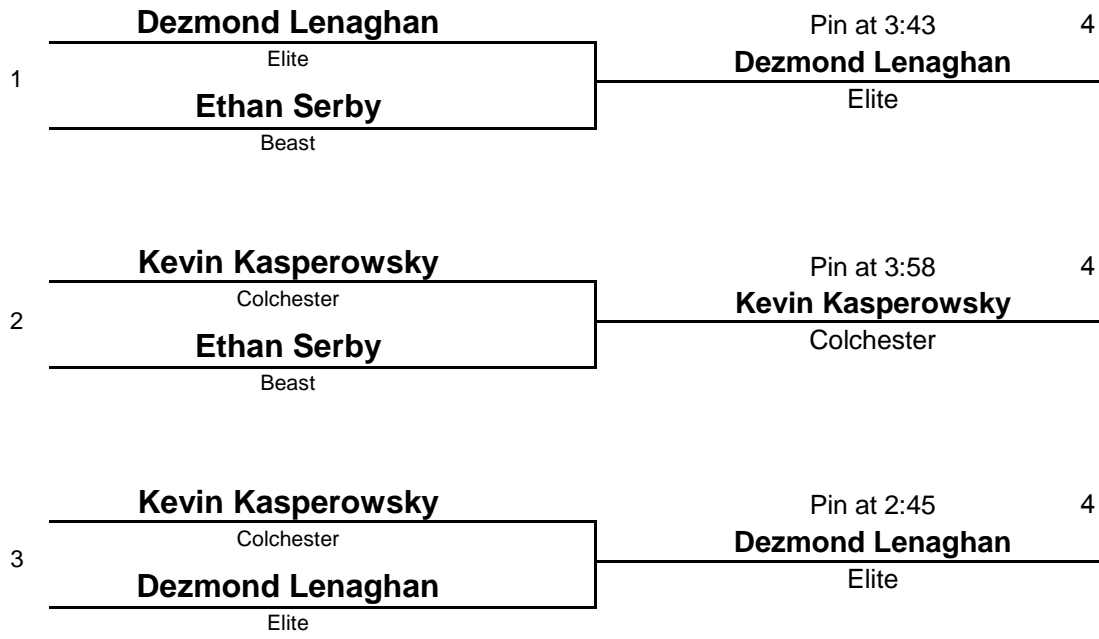 Dezmond Lenaghan
Elite
1
Ethan Serby
Beast
Pin at 3:43 4
Dezmond Lenaghan
Elite
Kevin Kasperowsky
Colchester
2
Ethan Serby
Beast
Pin at 3:58 4
Kevin Kasperowsky
Colchester
Kevin Kasperowsky
Colchester
3
Dezmond Lenaghan
Elite
Pin at 2:45 4
Dezmond Lenaghan
Elite